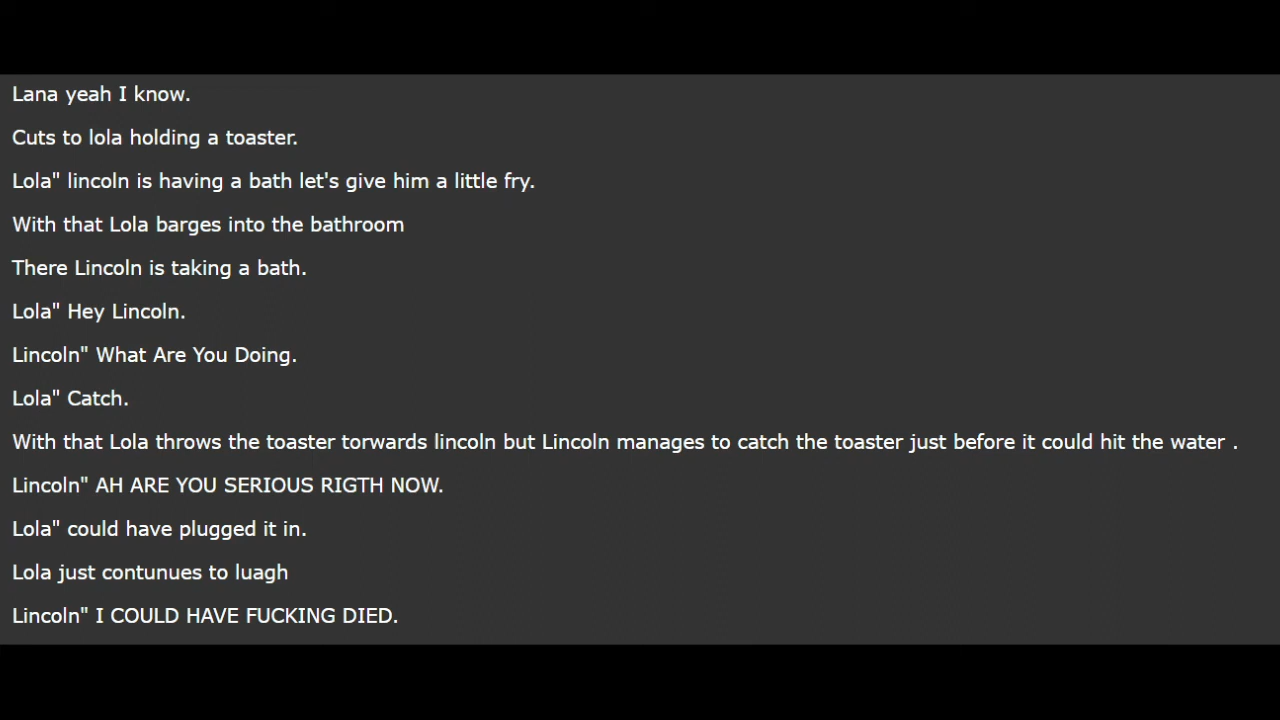 Lana yeah I know.
Cuts to lola holding a toaster.
Lola" lincoln is having a bath let's give him a little fry.
With that Lola barges into the bathroom
There Lincoln is taking a bath.
Lola" Hey Lincoln.
Lincoln" What Are You Doing.
Lola" Catch.
With that Lola throws the toaster torwards lincoln but Lincoln manages to catch the toaster just before it could hit the water .
Lincoln" AH ARE YOU SERIOUS RIGTH NOW.
Lola" could have plugged it in.
Lola just contunues to luagh
Lincoln" I COULD HAVE FUCKING DIED.